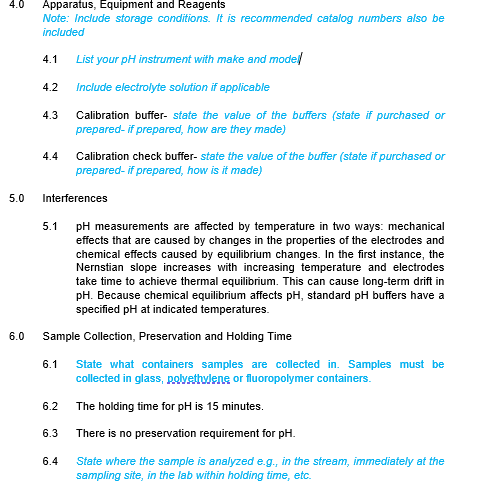 4.0 Apparatus, Equipment and Reagents
Note: Include storage conditions. It is recommended catalog numbers also be
included
4.1 List your pH instrument with make and model
4.2 Include electrolyte solution if applicable
4.3 Calibration buffer- state the value of the buffers (state if purchased or
prepared- if prepared, how are they made)
4.4 Calibration check buffer- state the value of the buffer (state if purchased or
prepared- if prepared, how is it made)
5.0 Interferences
5.1 pH measurements are affected by temperature in two ways: mechanical
effects that are caused by changes in the properties of the electrodes and
chemical effects caused by equilibrium changes. In the first instance, the
Nernstian slope increases with increasing temperature and electrodes
take time to achieve thermal equilibrium. This can cause long-term drift in
pH. Because chemical equilibrium affects pH, standard pH buffers have a
specified pH at indicated temperatures.
6.0 Sample Collection, Preservation and Holding Time
6.1 State what containers samples are collected in. Samples must be
collected in glass, polyethylene or fluoropolymer containers.
6.2 The holding time for pH is 15 minutes.
6.3 There is no preservation requirement for pH.
6.4 State where the sample is analyzed e.g., in the stream, immediately at the
sampling site, in the lab within holding time, etc.